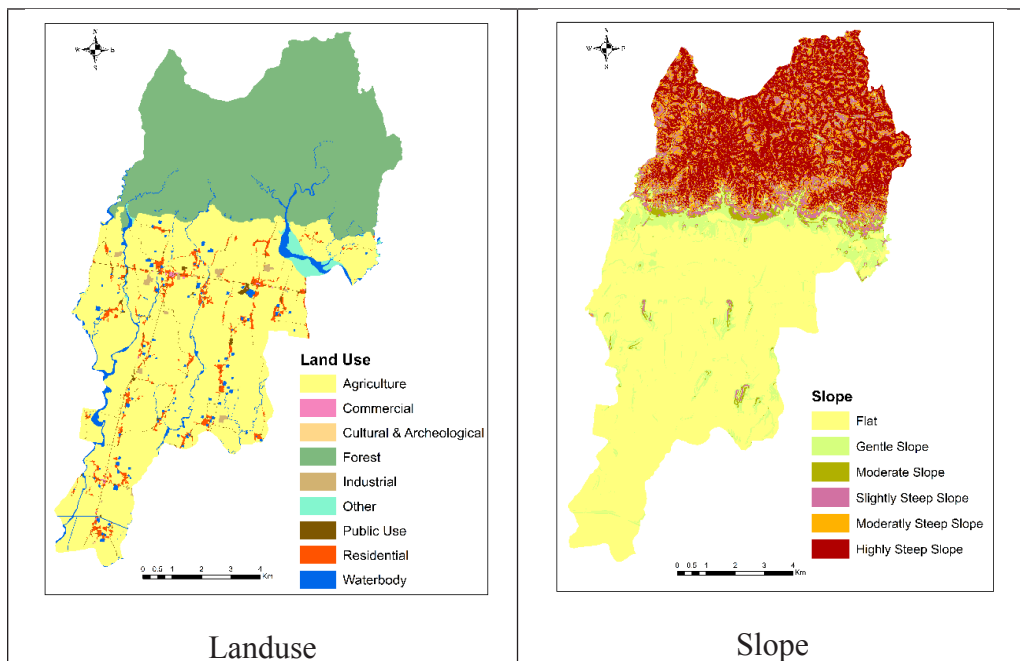 N
W
E
S
Land Use
Agriculture
Commercial
Cultural & Archeological
Forest
Industrial
Other
Public Use
Residential
Waterbody
0 0.5 1 2 3 4
Km
Landuse
N
W
S
Slope
Flat
Gentle Slope
Moderate Slope
Slightly Steep Slope
Moderatly Steep Slope
Highly Steep Slope
0 0.5 1 2 3 4
Km
Slope